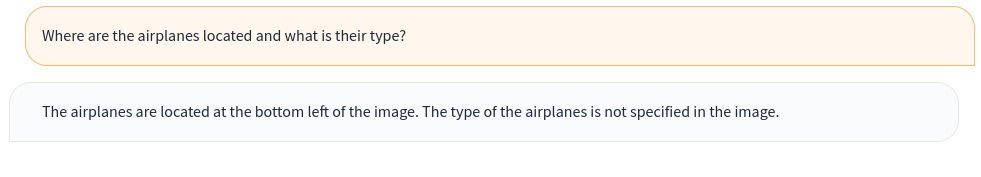 Where are the airplanes located and what is their type?
The airplanes are located at the bottom left of the image. The type of the airplanes is not specified in the image.